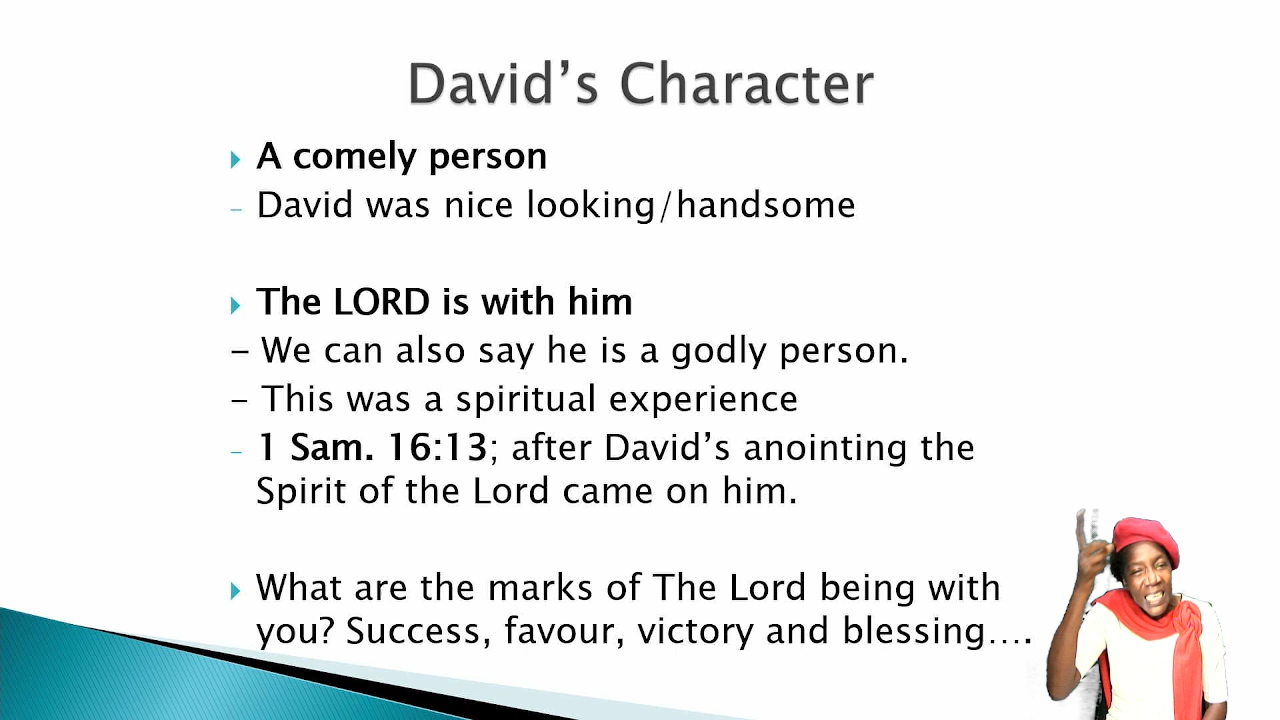 David’s Character
A comely person
- David was nice looking/handsome
The LORD is with him
- We can also say he is a godly person.
- This was a spiritual experience
- 1 Sam. 16:13; after David’s anointing the
Spirit of the Lord came on him.
What are the marks of The Lord being with
you? Success, favour, victory and blessing….